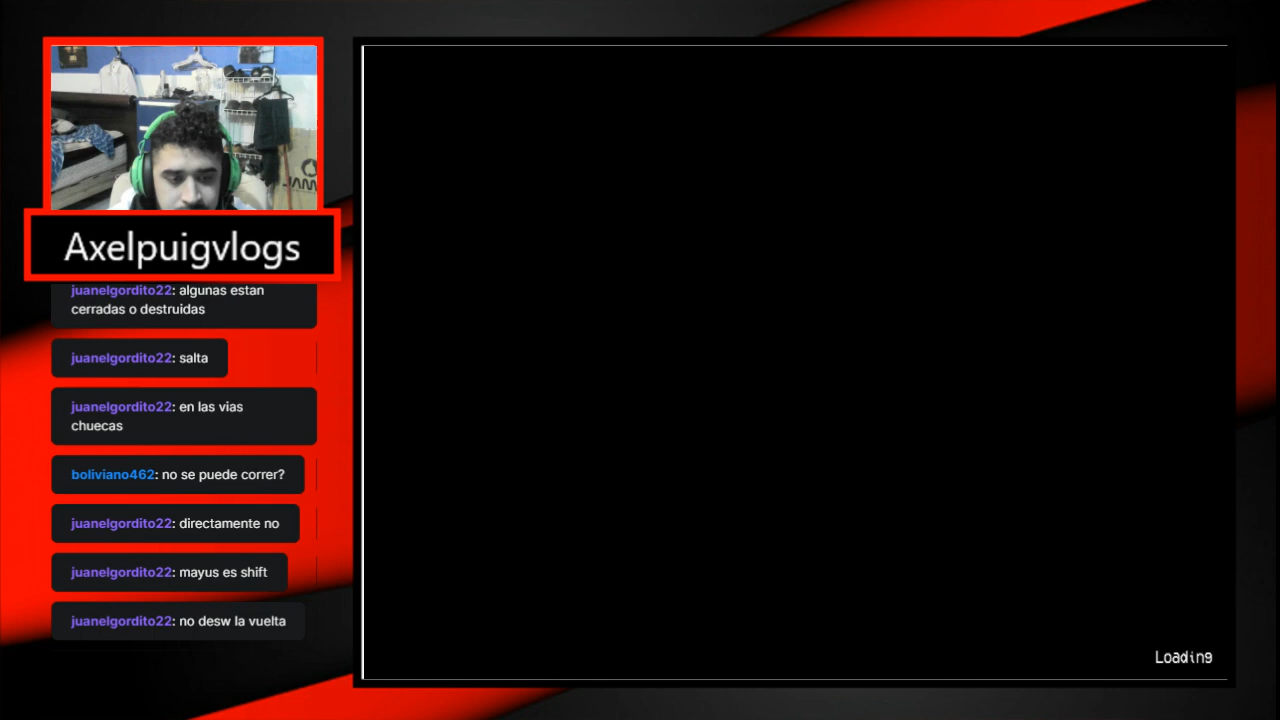 Axelpuigvlogs
juanelgordito22: algunas estan
cerradas o destruidas
juanelgordito22: salta
juanelgordito22: en las vias
chuecas
boliviano462: no se puede correr?
juanelgordito22: directamente no
juanelgordito22: mayus es shift
juanelgordito22: no desw la vuelta
Loading